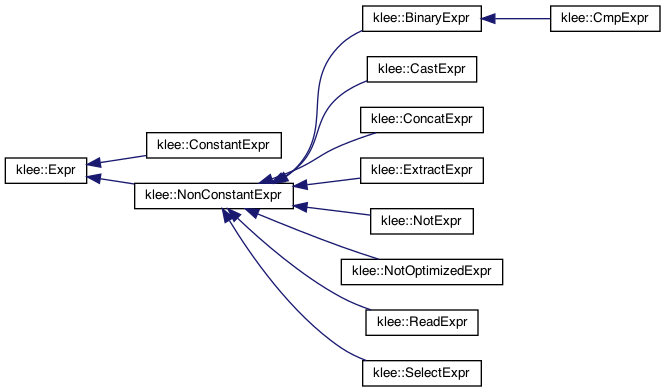 klee::BinaryExpr
klee::CmpExpr
klee::CastExpr
klee::ConcatExpr
klee::ConstantExpr
klee::Expr
klee::ExtractExpr
klee::NonConstantExpr
klee::NotExpr
klee::NotOptimizedExpr
klee::ReadExpr
klee::SelectExpr